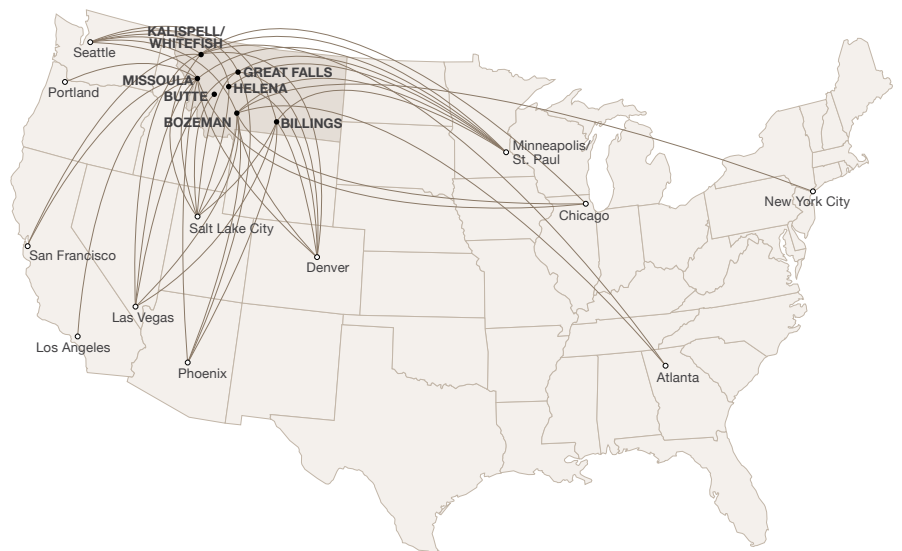 KALISPELL/
WHITEFISH
Seattle
GREAT FALLS
MISSOULA
HELENA
Portland
BUTTE
BOZEMAN
BILLINGS
Minneapolis/
St. Paul
New York City
Chicago
Salt Lake City
San Francisco
Denver
Las Vegas
Los Angeles
Phoenix
Atlanta